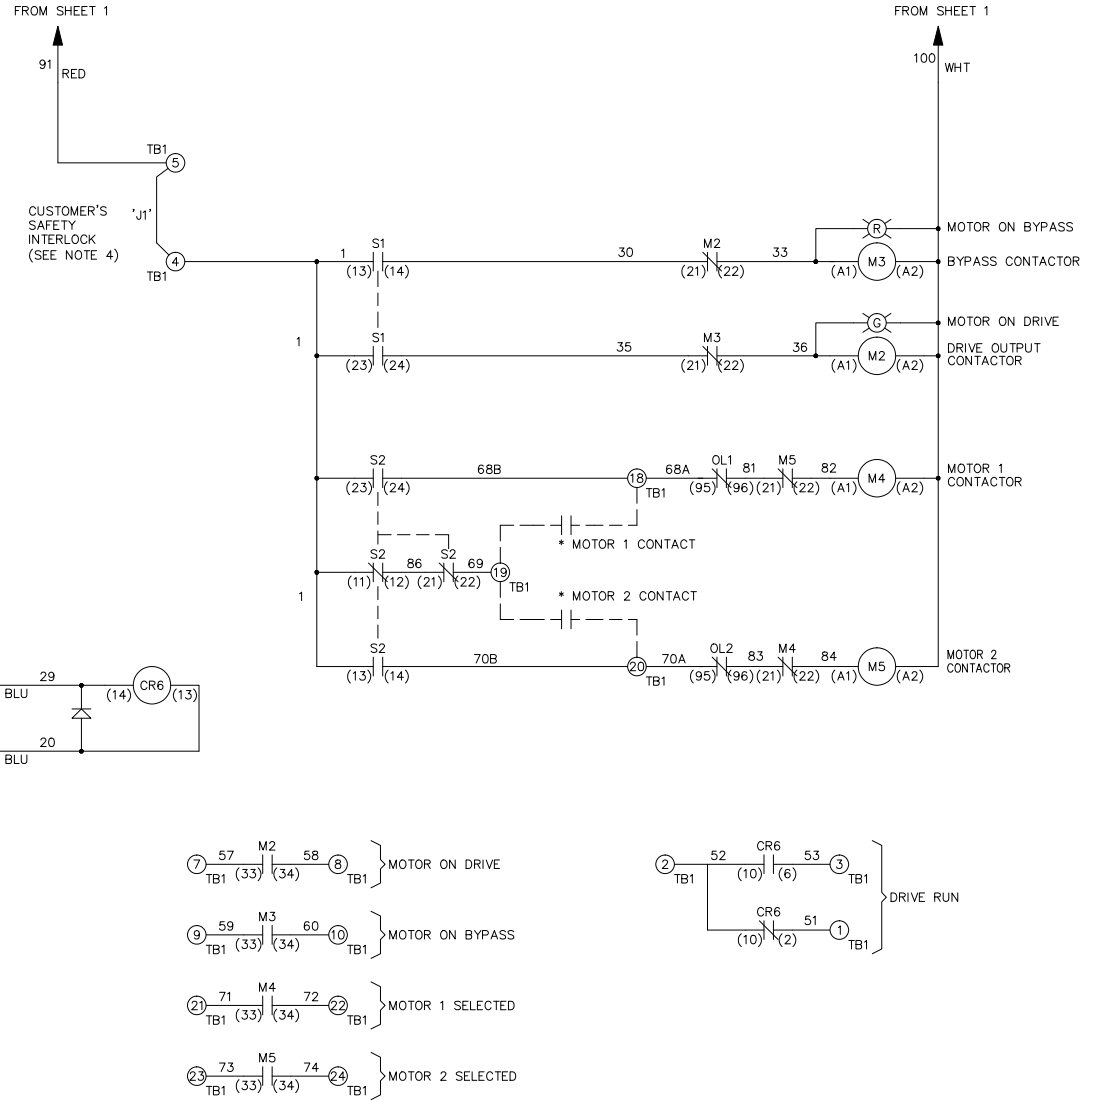 FROM SHEET 1
FROM SHEET 1
91
RED
100
WHT
TB1
5
CUSTOMER'S
SAFETY
INTERLOCK
(SEE NOTE 4)
'J1'
4
TB1
1
S1
(13) (14)
30
M2
(21) (22)
33
R
MOTOR ON BYPASS
(A1) M3 (A2)
BYPASS CONTACTOR
1
S1
(23) (24)
35
M3
(21) (22)
36
G
MOTOR ON DRIVE
(A1) M2 (A2)
DRIVE OUTPUT
CONTACTOR
S2
(23) (24)
68B
18
TB1
68A
OL1
(95) (96)
81
M5
(21) (22)
82
(A1) M4 (A2)
MOTOR 1
CONTACTOR
* MOTOR 1 CONTACT
S2
(11) (12)
86
S2
(21) (22)
69
19
TB1
* MOTOR 2 CONTACT
1
S2
(13) (14)
70B
20
TB1
70A
OL2
(95) (96)
83
M4
(21) (22)
84
(A1) M5 (A2)
MOTOR 2
CONTACTOR
29
BLU
(14) CR6 (13)
20
BLU
7
TB1
57
M2
(33) (34)
58
8
TB1
MOTOR ON DRIVE
9
TB1
59
M3
(33) (34)
60
10
TB1
MOTOR ON BYPASS
21
TB1
71
M4
(33) (34)
72
22
TB1
MOTOR 1 SELECTED
23
TB1
73
M5
(33) (34)
74
24
TB1
MOTOR 2 SELECTED
2
TB1
52
CR6
(10) (6)
53
3
TB1
DRIVE RUN
CR6
(10) (2)
51
1
TB1